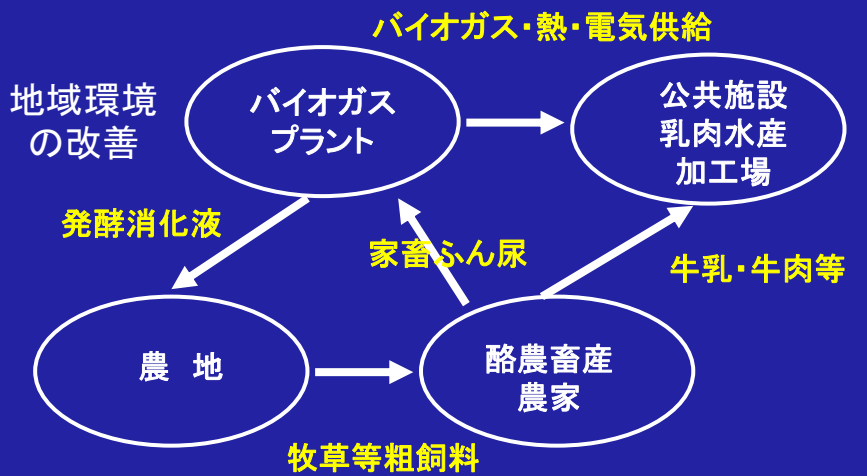 バイオガス・熱・電気供給
地域環境
の改善
バイオガス
プラント
公共施設
乳肉水産
加工場
発酵消化液
家畜ふん尿
牛乳・牛肉等
農 地
酪農畜産
農家
牧草等粗飼料